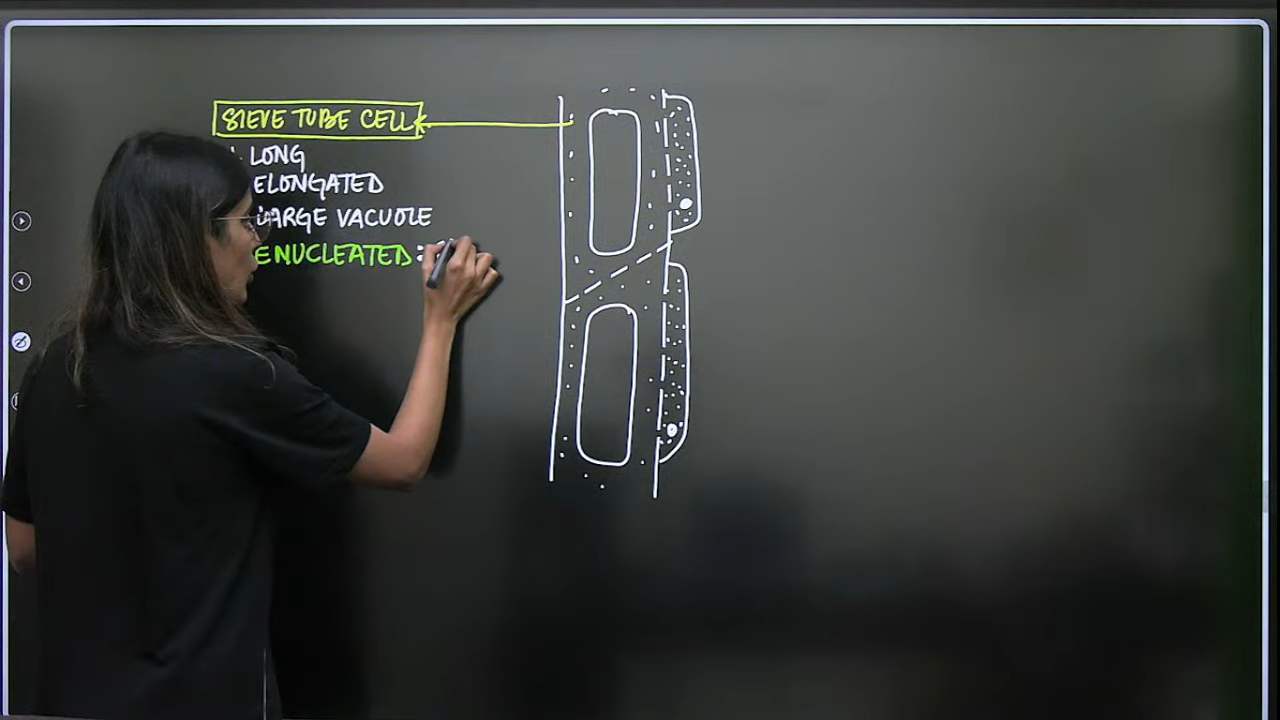 SIEVE TUBE CELL
LONG
ELONGATED
LARGE VACUOLE
ENUCLEATED :